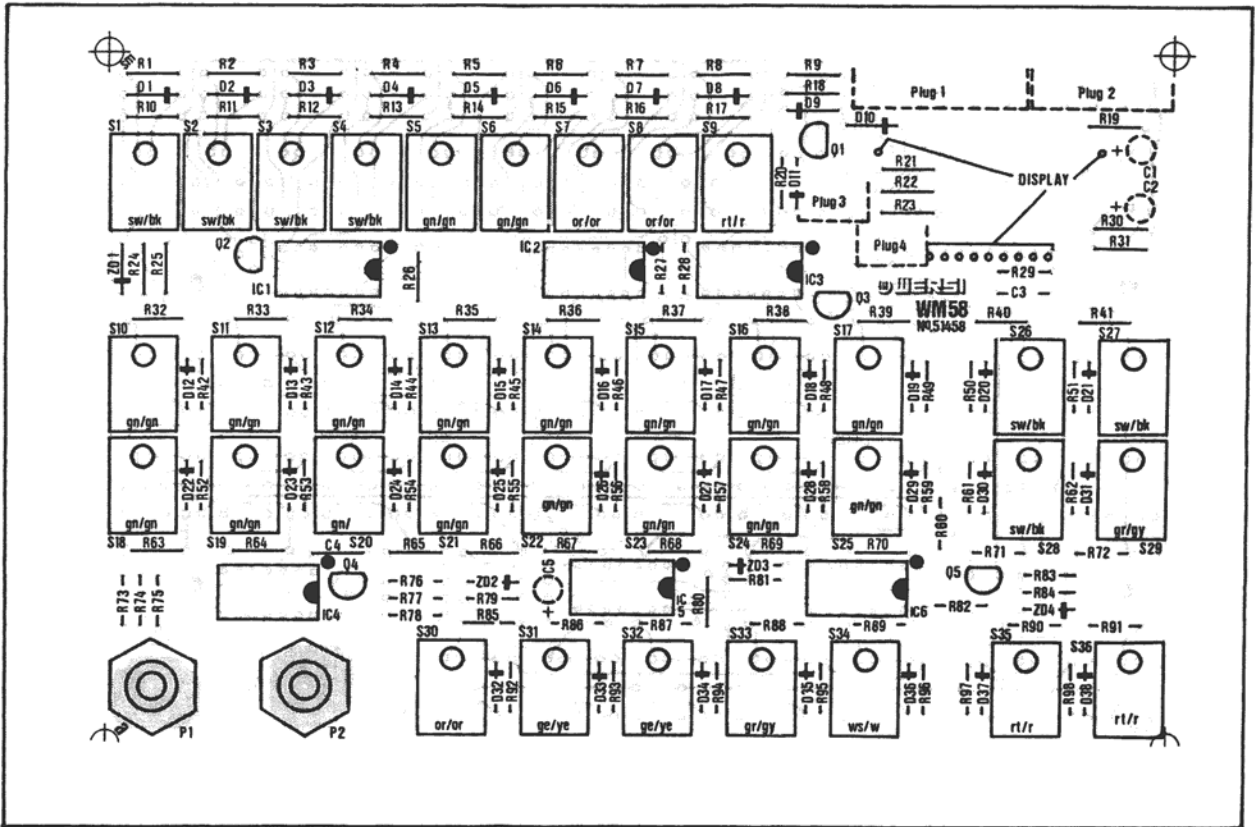 R1 R2 R3 R4 R5 R6 R7 R8 R9
D1 D2 D3 D4 D5 D6 D7 D8 R18
R10 R11 R12 R13 R14 R15 R16 R17 D9
Plug 1 Plug 2
D10 R19
S1 S2 S3 S4 S5 S6 S7 S8 S9
Q1 + C1
R20 D11 R21
DISPLAY
R22 C2
Plug 3 R23 +
sw/bk sw/bk sw/bk sw/bk gn/gn gn/gn or/or or/or rt/r
R30
ZD1 R24 R25 Q2 IC1 R26 IC2 R27 R28 IC3 Plug4 R31
R29
WERSI C3
Q3 WM58
No.51458
R32 R33 R34 R35 R36 R37 R38 R39 R40 R41
S10 S11 S12 S13 S14 S15 S16 S17 S26 S27
D12 R42 D13 R43 D14 R44 D15 R45 D16 R46 D17 R47 D18 R48 D19 R49 R50 D20 R51 D21
gn/gn gn/gn gn/gn gn/gn gn/gn gn/gn gn/gn gn/gn sw/bk sw/bk
D22 R52 D23 R53 D24 R54 D25 R55 D26 R56 D27 R57 D28 R58 D29 R59 R61 D30 R62 D31
gn/gn gn/gn gn/ gn/gn gn/gn gn/gn gn/gn gn/gn sw/bk gr/gy
R60
S18 R63 S19 R64 C4 S20 R65 S21 R66 S22 R67 S23 R68 S24 R69 S25 R70 R71 S28 R72 S29
R73 R74 R75 IC4 Q4 R76 ZD2 C5 ZD3 Q5 R83
R77 R79 R80 R81 IC6 R84
R78 R85 + R82 ZD4
R86 R87 R88 R89 R90 R91
S30 S31 S32 S33 S34 S35 S36
D32 R92 D33 R93 D34 R94 D35 R95 D36 R96 R97 D37 R98 D38
or/or ge/ye ge/ye gr/gy ws/w rt/r rt/r
P1 P2